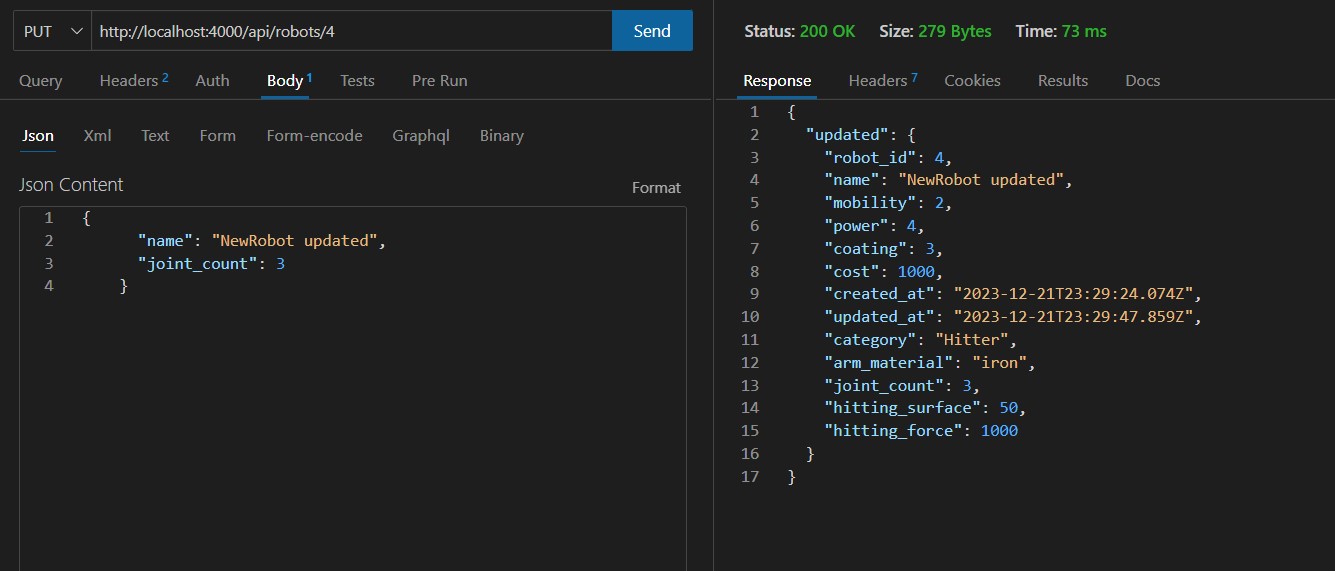 PUT http://localhost:4000/api/robots/4 Send
Query Headers 2 Auth Body 1 Tests Pre Run
Json Xml Text Form Form-encode Graphql Binary
Json Content Format
1 {
2 "name": "NewRobot updated",
3 "joint_count": 3
4 }
Status: 200 OK Size: 279 Bytes Time: 73 ms
Response Headers 7 Cookies Results Docs
1 {
2 "updated": {
3 "robot_id": 4,
4 "name": "NewRobot updated",
5 "mobility": 2,
6 "power": 4,
7 "coating": 3,
8 "cost": 1000,
9 "created_at": "2023-12-21T23:29:24.074Z",
10 "updated_at": "2023-12-21T23:29:47.859Z",
11 "category": "Hitter",
12 "arm_material": "iron",
13 "joint_count": 3,
14 "hitting_surface": 50,
15 "hitting_force": 1000
16 }
17 }